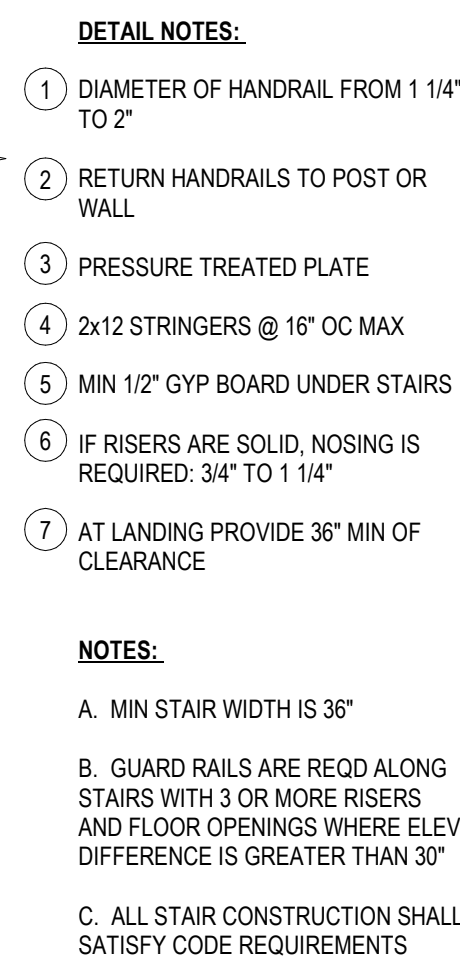 DETAIL NOTES:
1 DIAMETER OF HANDRAIL FROM 1 1/4"
TO 2"
2 RETURN HANDRAILS TO POST OR
WALL
3 PRESSURE TREATED PLATE
4 2x12 STRINGERS @ 16" OC MAX
5 MIN 1/2" GYP BOARD UNDER STAIRS
6 IF RISERS ARE SOLID, NOSING IS
REQUIRED: 3/4" TO 1 1/4"
7 AT LANDING PROVIDE 36" MIN OF
CLEARANCE
NOTES:
A. MIN STAIR WIDTH IS 36"
B. GUARD RAILS ARE REQD ALONG
STAIRS WITH 3 OR MORE RISERS
AND FLOOR OPENINGS WHERE ELEV
DIFFERENCE IS GREATER THAN 30"
C. ALL STAIR CONSTRUCTION SHALL
SATISFY CODE REQUIREMENTS